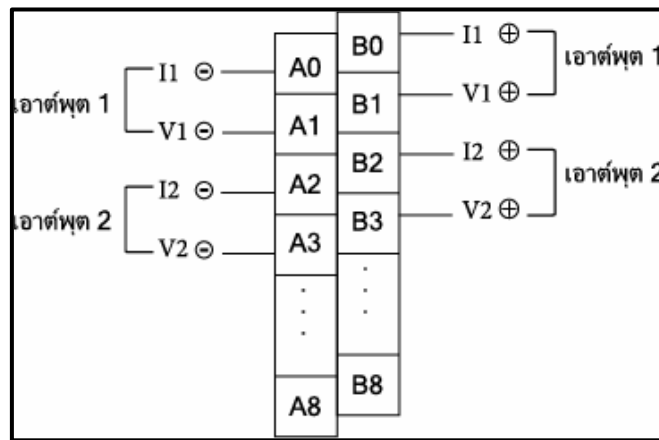 B0 I1 ⊕
I1 ⊖ A0 เอาต์พุต 1
เอาต์พุต 1 B1 V1 ⊕
V1 ⊖ A1
B2 I2 ⊕
I2 ⊖ A2 เอาต์พุต 2
เอาต์พุต 2 B3 V2 ⊕
V2 ⊖ A3
B8
A8